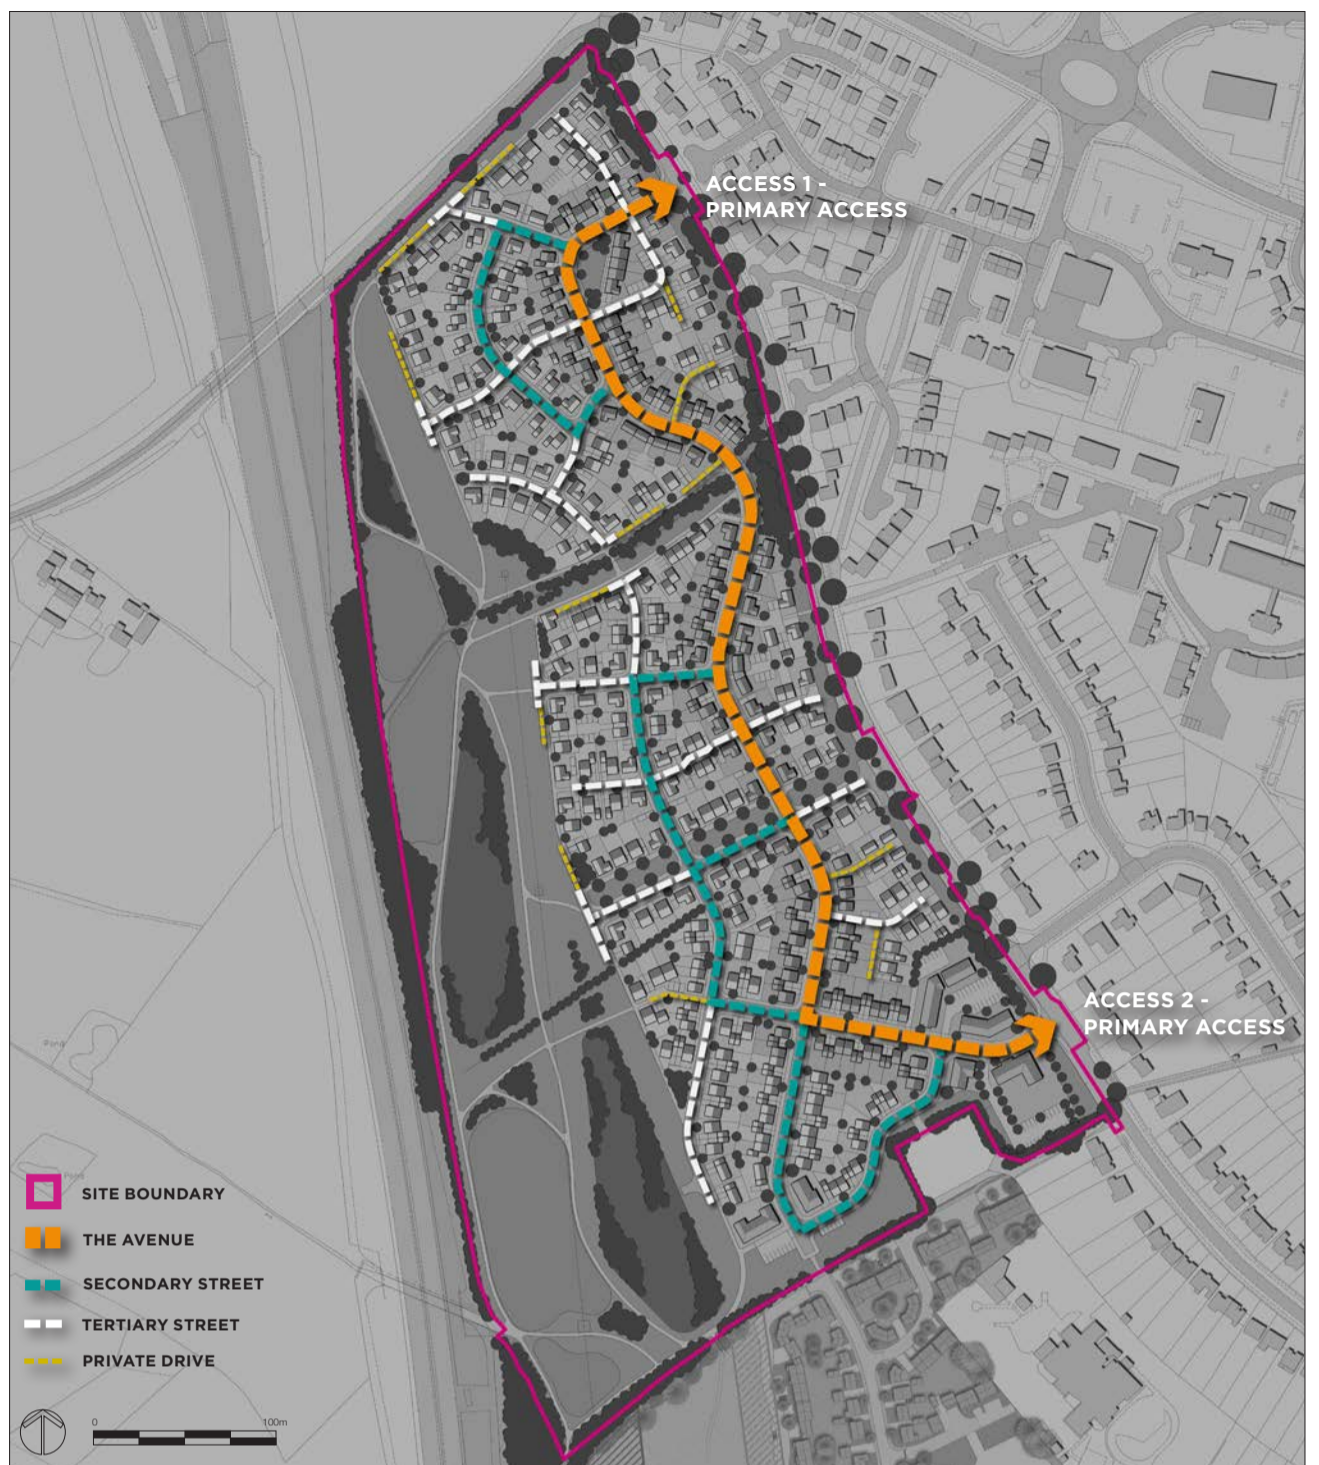 ACCESS 1 -
PRIMARY ACCESS
ACCESS 2 -
PRIMARY ACCESS
SITE BOUNDARY
THE AVENUE
SECONDARY STREET
TERTIARY STREET
PRIVATE DRIVE
0 100m